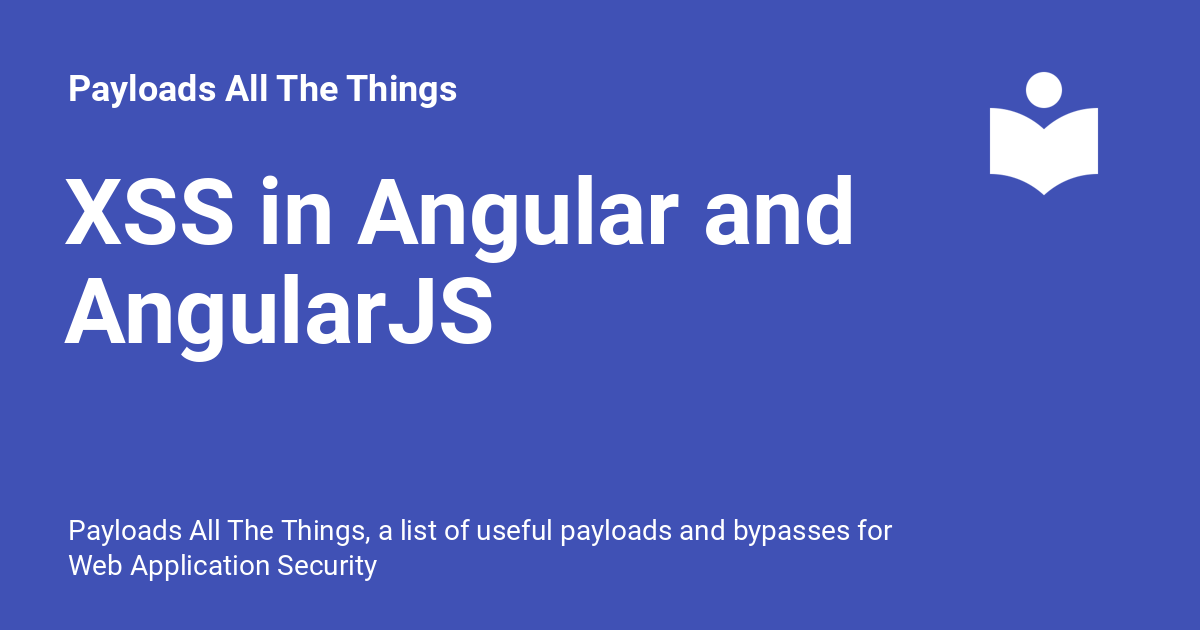 Payloads All The Things
XSS in Angular and
AngularJS
Payloads All The Things, a list of useful payloads and bypasses for
Web Application Security